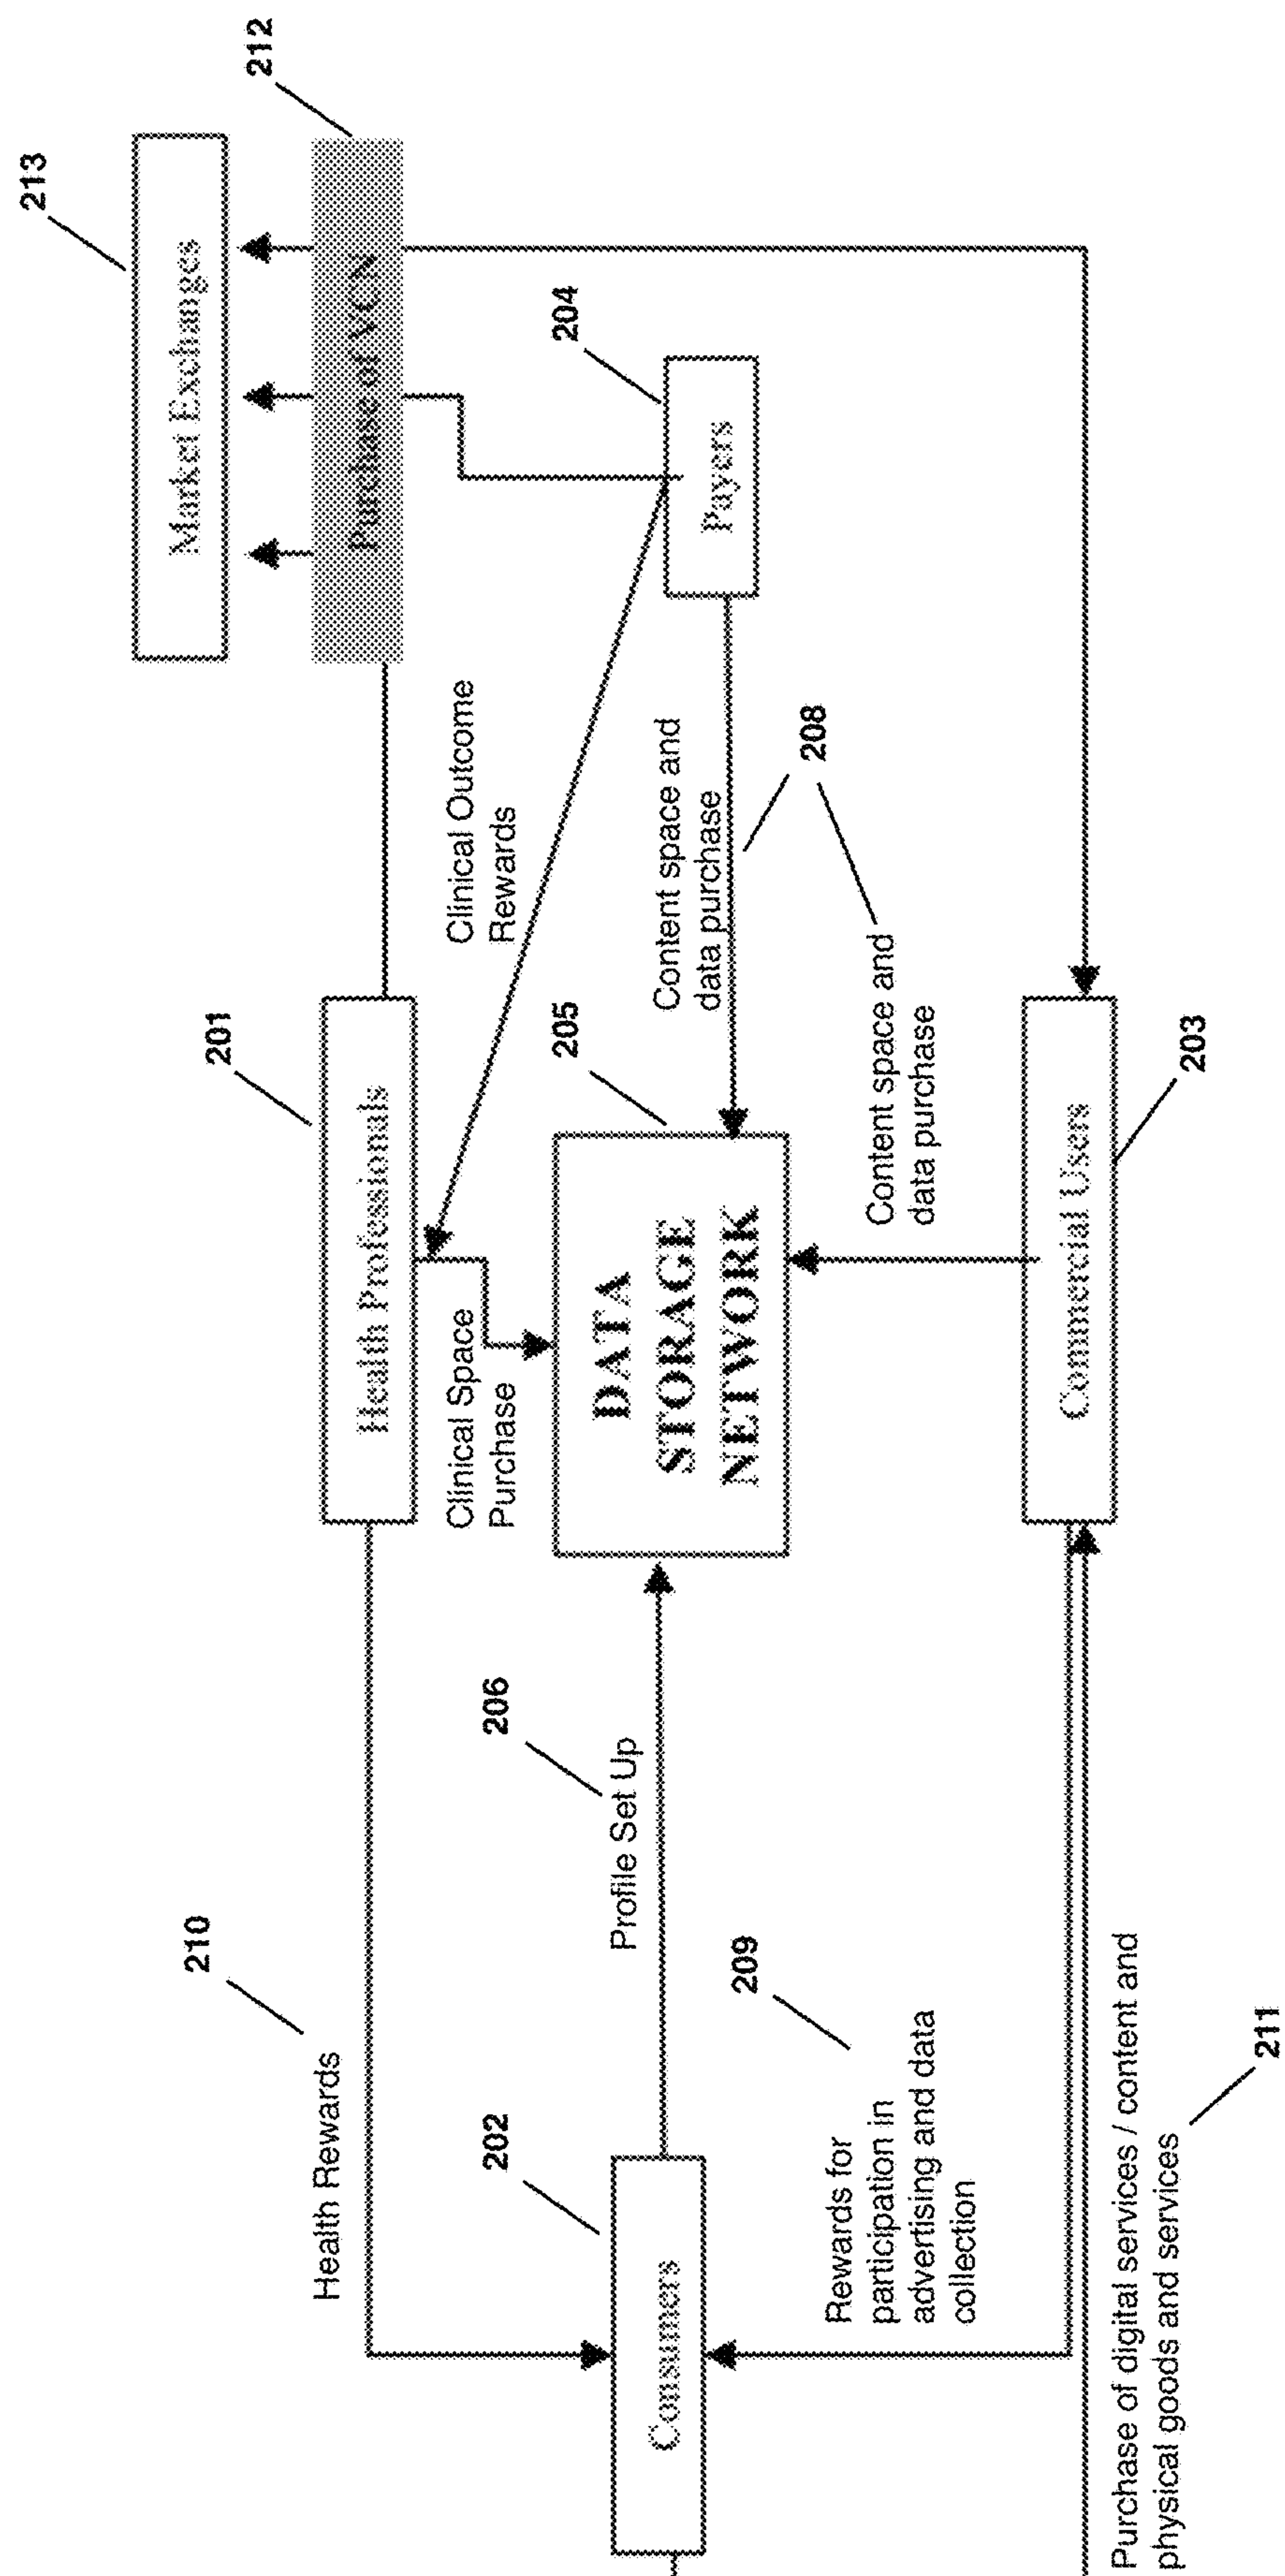 213
Market Exchanges
212
Purchase of VCN
201
Health Professionals
210
Health Rewards
Clinical Outcome
Rewards
Clinical Space
Purchase
204
Payers
205
DATA
STORAGE
NETWORK
206
Profile Set Up
202
Consumers
Content space and
data purchase
208
Content space and
data purchase
209
Rewards for
participation in
advertising and data
collection
Commercial Users
203
Purchase of digital services / content and
physical goods and services
211